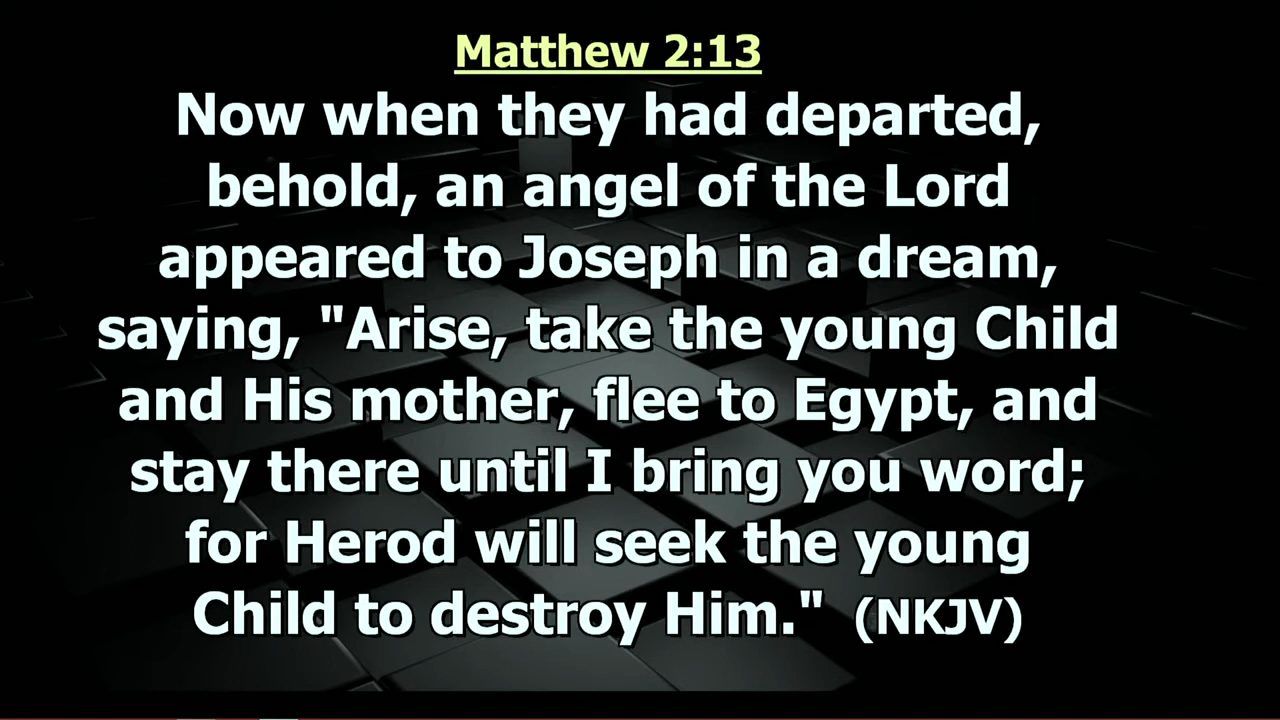 Matthew 2:13
Now when they had departed,
behold, an angel of the Lord
appeared to Joseph in a dream,
saying, "Arise, take the young Child
and His mother, flee to Egypt, and
stay there until I bring you word;
for Herod will seek the young
Child to destroy Him." (NKJV)